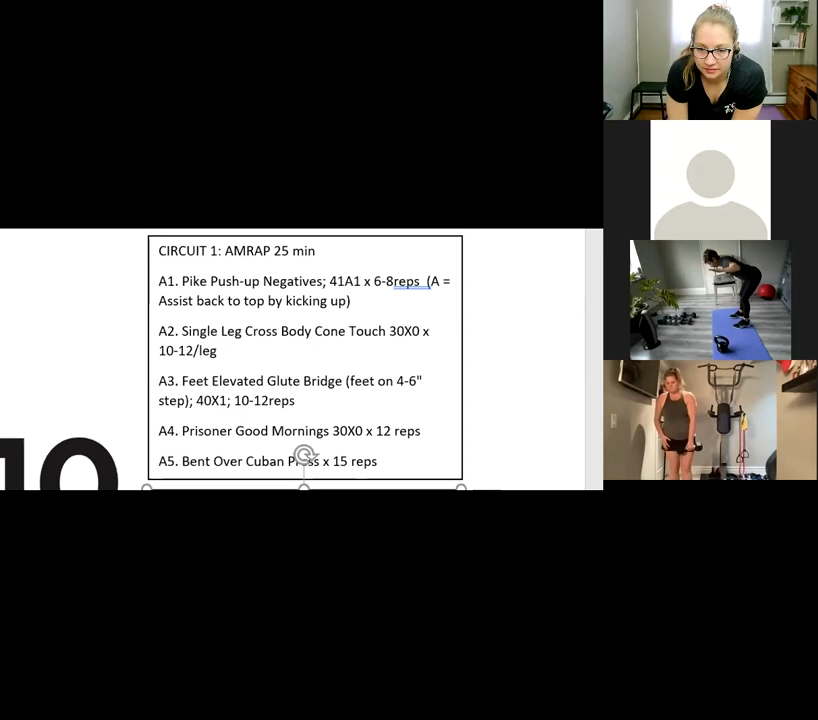 CIRCUIT 1: AMRAP 25 min
A1. Pike Push-up Negatives; 41A1 x 6-8reps (A =
Assist back to top by kicking up)
A2. Single Leg Cross Body Cone Touch 30X0 x
10-12/leg
A3. Feet Elevated Glute Bridge (feet on 4-6"
step); 40X1; 10-12reps
A4. Prisoner Good Mornings 30X0 x 12 reps
A5. Bent Over Cuban Press x 15 reps
10